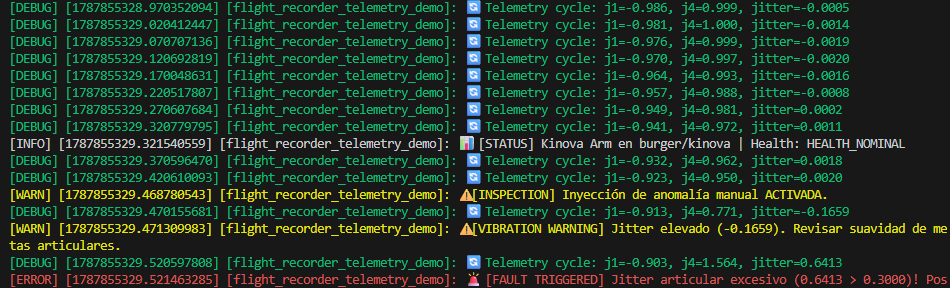 [DEBUG] [1787855328.970352094] [flight_recorder_telemetry_demo]: 🔄 Telemetry cycle: j1=-0.986, j4=0.999, jitter=-0.0005
[DEBUG] [1787855329.020412447] [flight_recorder_telemetry_demo]: 🔄 Telemetry cycle: j1=-0.981, j4=1.000, jitter=-0.0014
[DEBUG] [1787855329.070707136] [flight_recorder_telemetry_demo]: 🔄 Telemetry cycle: j1=-0.976, j4=0.999, jitter=-0.0019
[DEBUG] [1787855329.120692819] [flight_recorder_telemetry_demo]: 🔄 Telemetry cycle: j1=-0.970, j4=0.997, jitter=-0.0020
[DEBUG] [1787855329.170048631] [flight_recorder_telemetry_demo]: 🔄 Telemetry cycle: j1=-0.964, j4=0.993, jitter=-0.0016
[DEBUG] [1787855329.220517807] [flight_recorder_telemetry_demo]: 🔄 Telemetry cycle: j1=-0.957, j4=0.988, jitter=-0.0008
[DEBUG] [1787855329.270607684] [flight_recorder_telemetry_demo]: 🔄 Telemetry cycle: j1=-0.949, j4=0.981, jitter=0.0002
[DEBUG] [1787855329.320779795] [flight_recorder_telemetry_demo]: 🔄 Telemetry cycle: j1=-0.941, j4=0.972, jitter=0.0011
[INFO] [1787855329.321540559] [flight_recorder_telemetry_demo]: 📊 [STATUS] Kinova Arm en burger/kinova | Health: HEALTH_NOMINAL
[DEBUG] [1787855329.370596470] [flight_recorder_telemetry_demo]: 🔄 Telemetry cycle: j1=-0.932, j4=0.962, jitter=0.0018
[DEBUG] [1787855329.420610093] [flight_recorder_telemetry_demo]: 🔄 Telemetry cycle: j1=-0.923, j4=0.950, jitter=0.0020
[WARN] [1787855329.468780543] [flight_recorder_telemetry_demo]: ⚠️[INSPECTION] Inyección de anomalía manual ACTIVADA.
[DEBUG] [1787855329.470155681] [flight_recorder_telemetry_demo]: 🔄 Telemetry cycle: j1=-0.913, j4=0.771, jitter=-0.1659
[WARN] [1787855329.471309983] [flight_recorder_telemetry_demo]: ⚠️[VIBRATION WARNING] Jitter elevado (-0.1659). Revisar suavidad de me
tas articulares.
[DEBUG] [1787855329.520597808] [flight_recorder_telemetry_demo]: 🔄 Telemetry cycle: j1=-0.903, j4=1.564, jitter=0.6413
[ERROR] [1787855329.521463285] [flight_recorder_telemetry_demo]: 🚨 [FAULT TRIGGERED] Jitter articular excesivo (0.6413 > 0.3000)! Pos